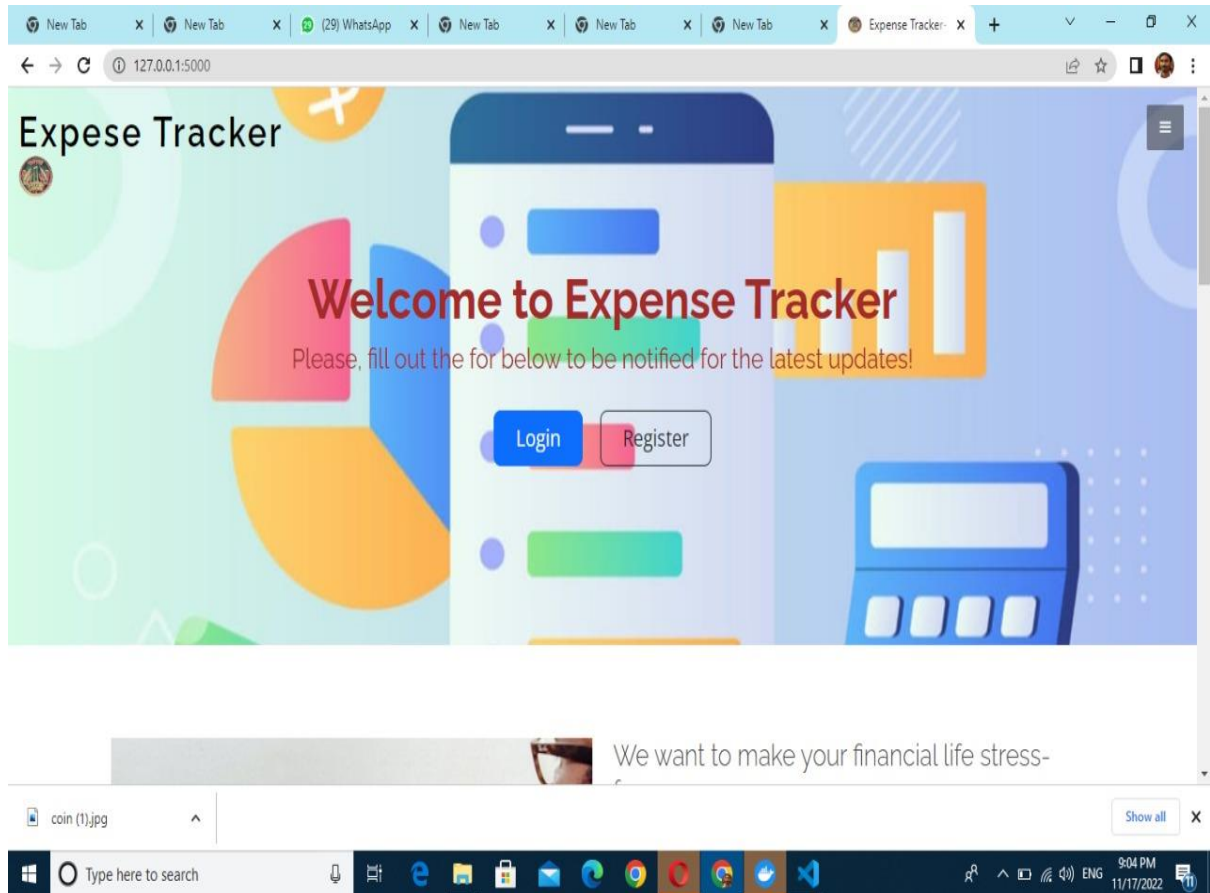 New Tab
New Tab
(29) WhatsApp
New Tab
New Tab
New Tab
Expense Tracker-
127.0.0.1:5000
Expese Tracker
Welcome to Expense Tracker
Please, fill out the for below to be notified for the latest updates!
Login
Register
We want to make your financial life stress-
coin (1).jpg
Show all
Type here to search
ENG
9:04 PM
11/17/2022